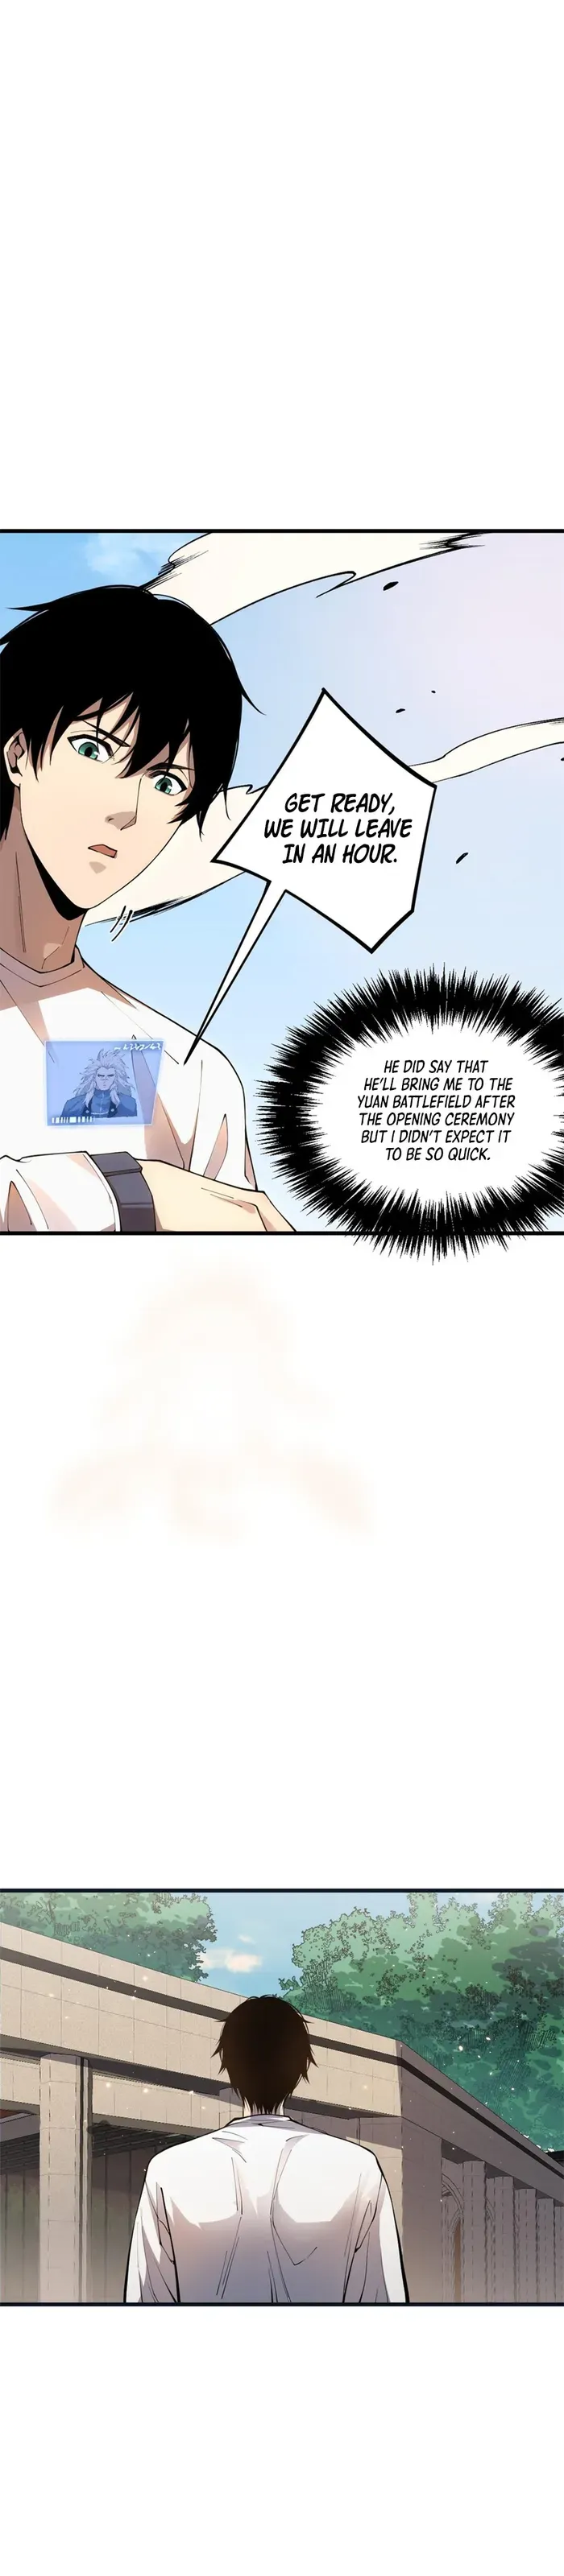 GET READY,
WE WILL LEAVE
IN AN HOUR.
HE DID SAY THAT
HE'LL BRING ME TO THE
YUAN BATTLEFIELD AFTER
THE OPENING CEREMONY
BUT I DIDN'T EXPECT IT
TO BE SO QUICK.